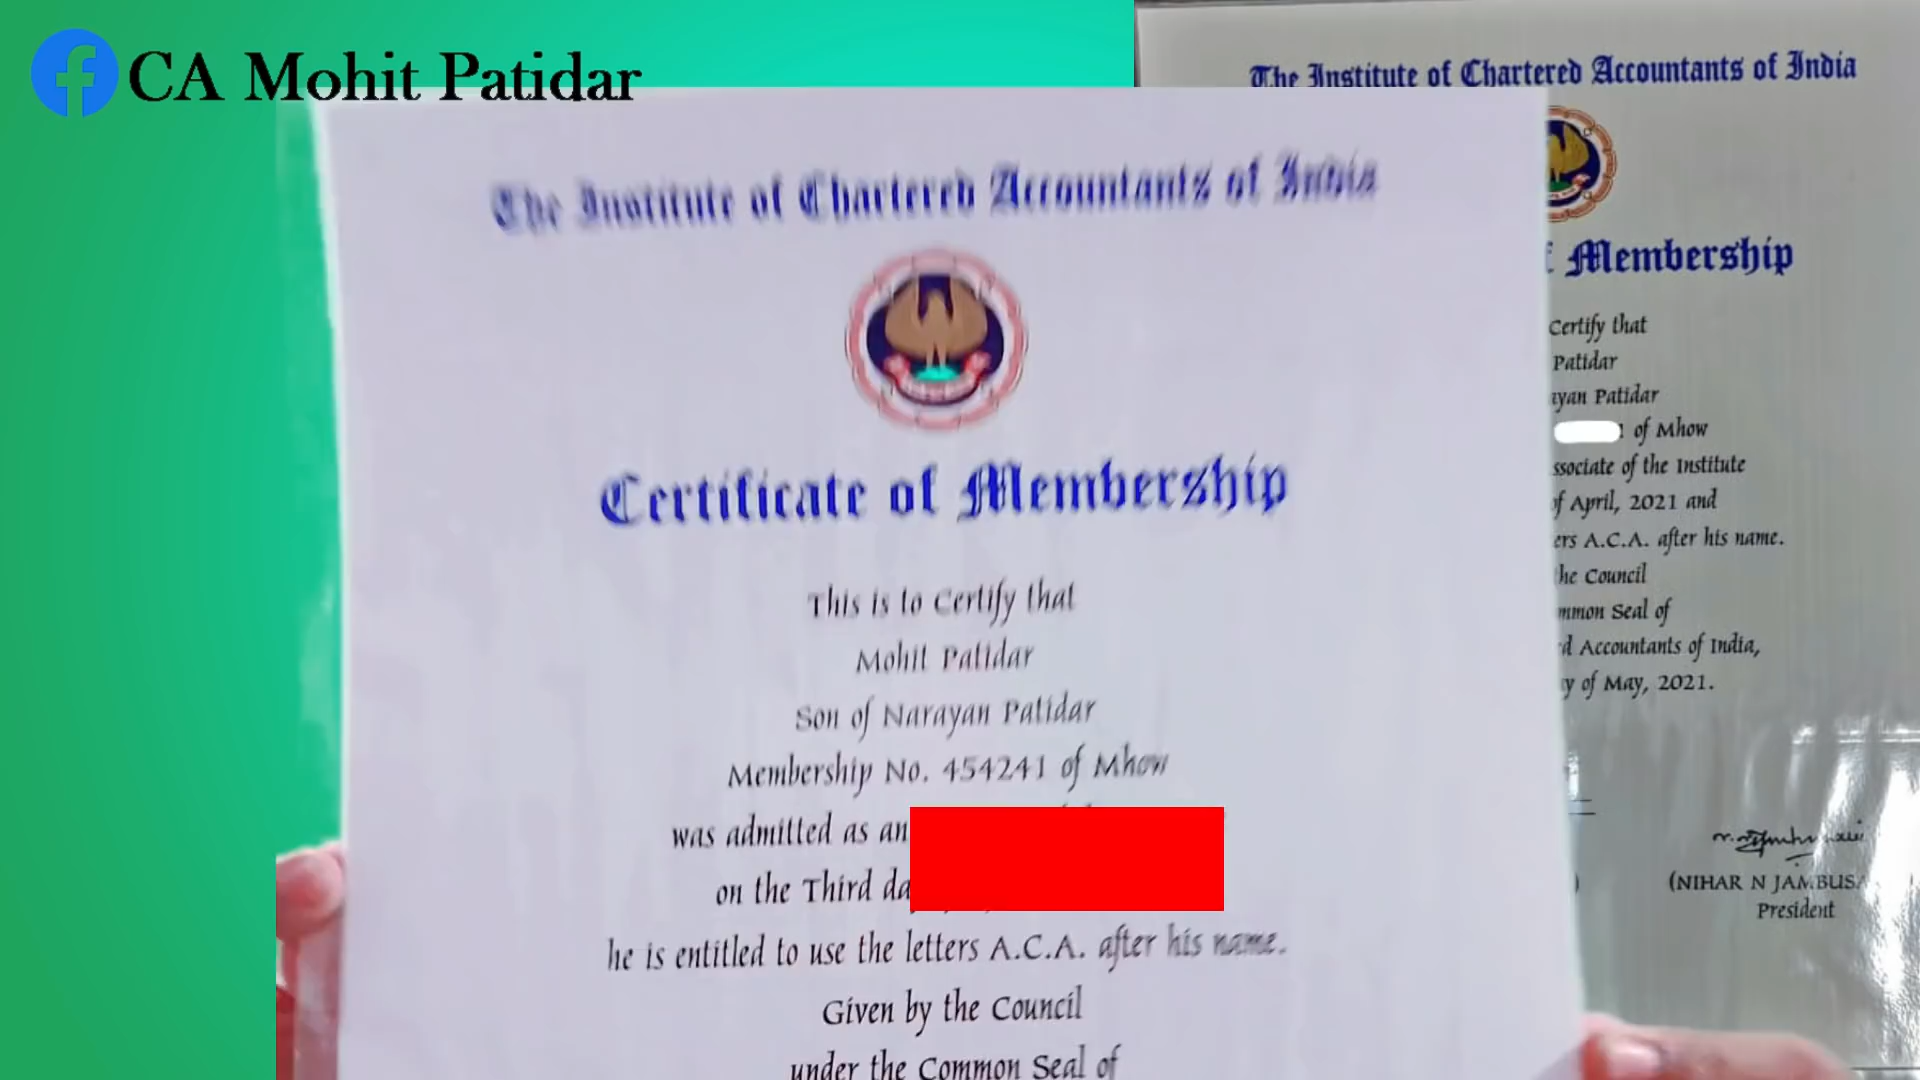 CA Mohit Patidar
The Institute of Chartered Accountants of India
Certificate of Membership
This is to Certify that
Mohit Patidar
Son of Narayan Patidar
Membership No. 454241 of Mhow
was admitted as an
on the Third da
he is entitled to use the letters A.C.A. after his name.
Given by the Council
under the Common Seal of
The Institute of Chartered Accountants of India
Membership
Certify that
Patidar
yan Patidar
of Mhow
ssociate of the Institute
f April, 2021 and
ers A.C.A. after his name.
he Council
mmon Seal of
d Accountants of India,
y of May, 2021.
(NIHAR N JAMBUSA
President